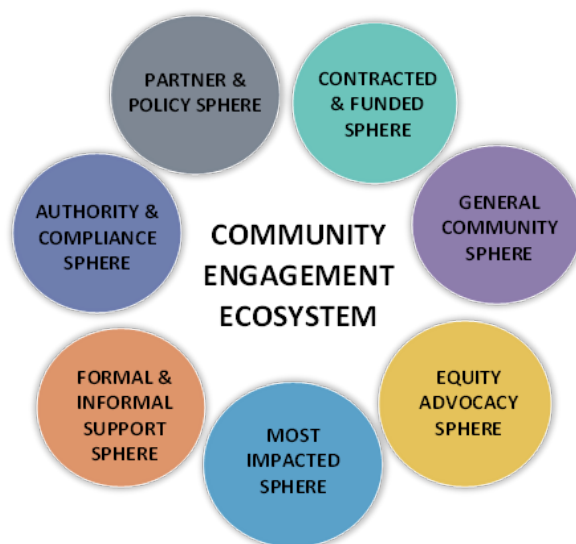 PARTNER &
POLICY SPHERE
CONTRACTED
& FUNDED
SPHERE
GENERAL
COMMUNITY
SPHERE
EQUITY
ADVOCACY
SPHERE
MOST
IMPACTED
SPHERE
FORMAL &
INFORMAL
SUPPORT
SPHERE
AUTHORITY &
COMPLIANCE
SPHERE
COMMUNITY
ENGAGEMENT
ECOSYSTEM